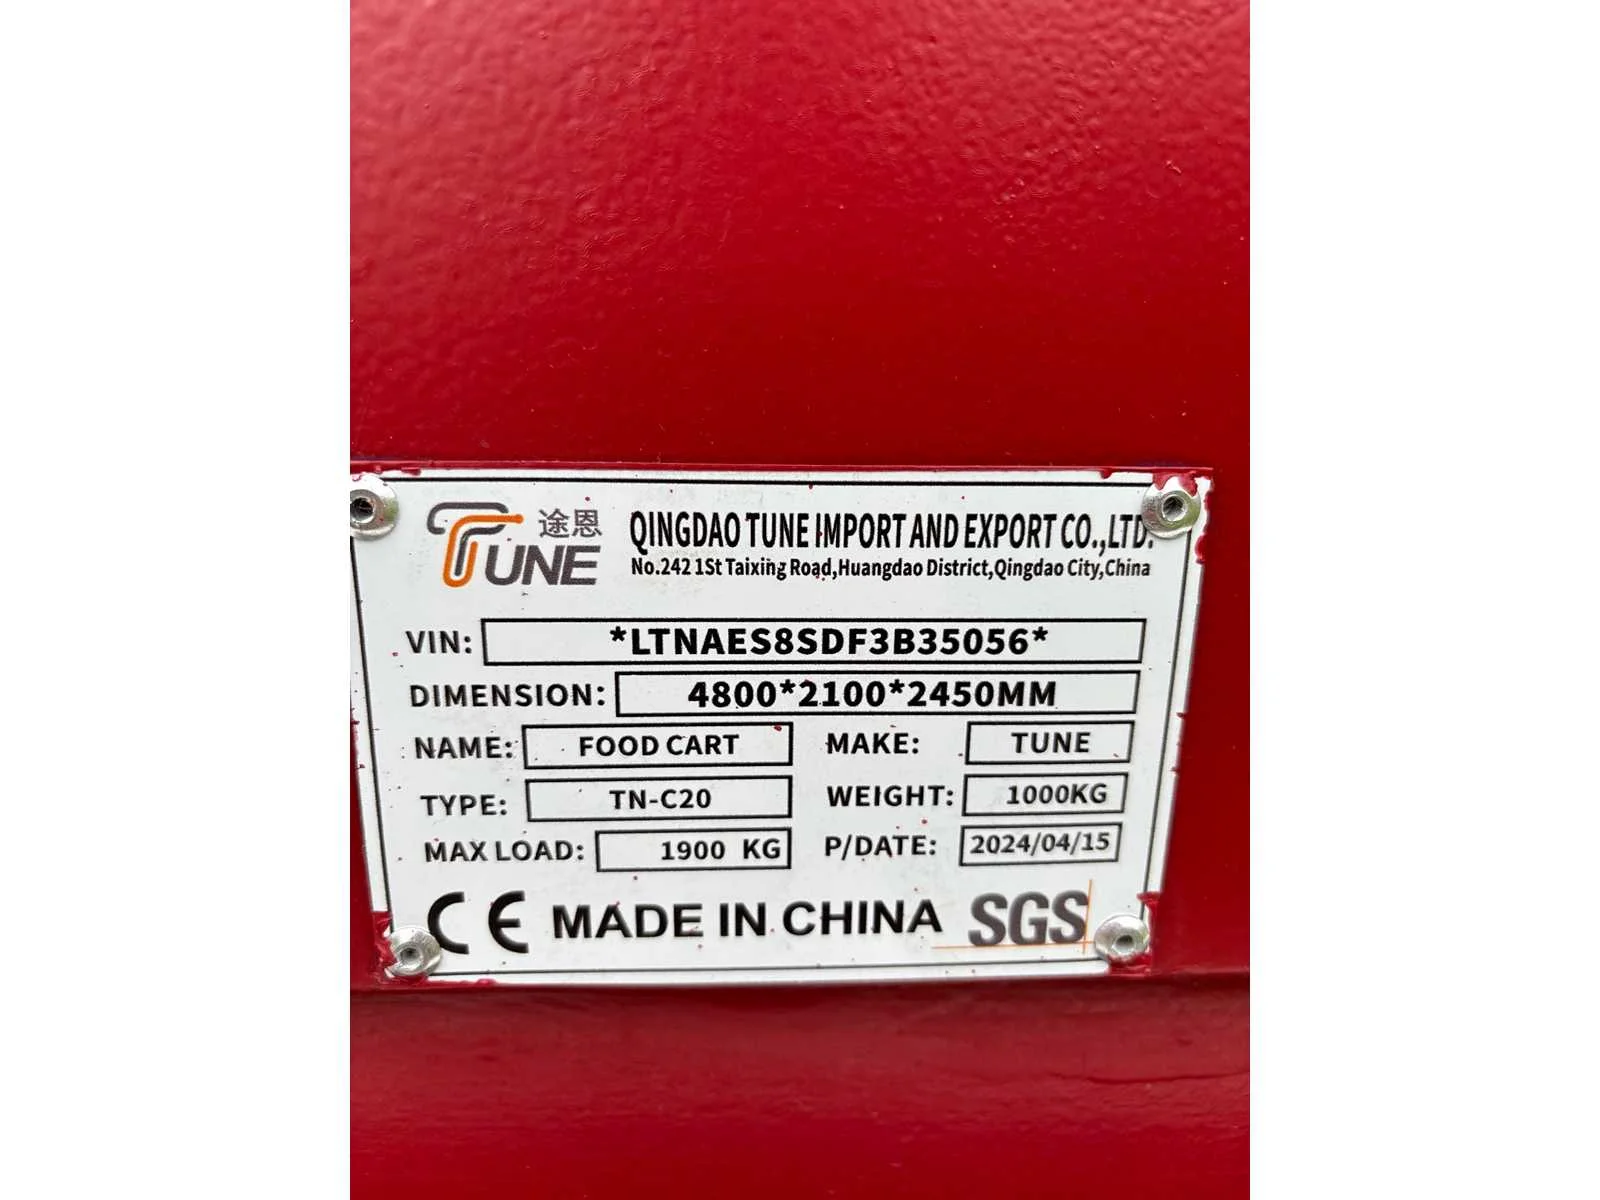 TUNE 途恩
QINGDAO TUNE IMPORT AND EXPORT CO.,LTD.
No.242 1St Taixing Road,Huangdao District,Qingdao City,China
VIN: *LTNAES8SDF3B35056*
DIMENSION: 4800*2100*2450MM
NAME: FOOD CART MAKE: TUNE
TYPE: TN-C20 WEIGHT: 1000KG
MAX LOAD: 1900 KG P/DATE: 2024/04/15
CE MADE IN CHINA SGS